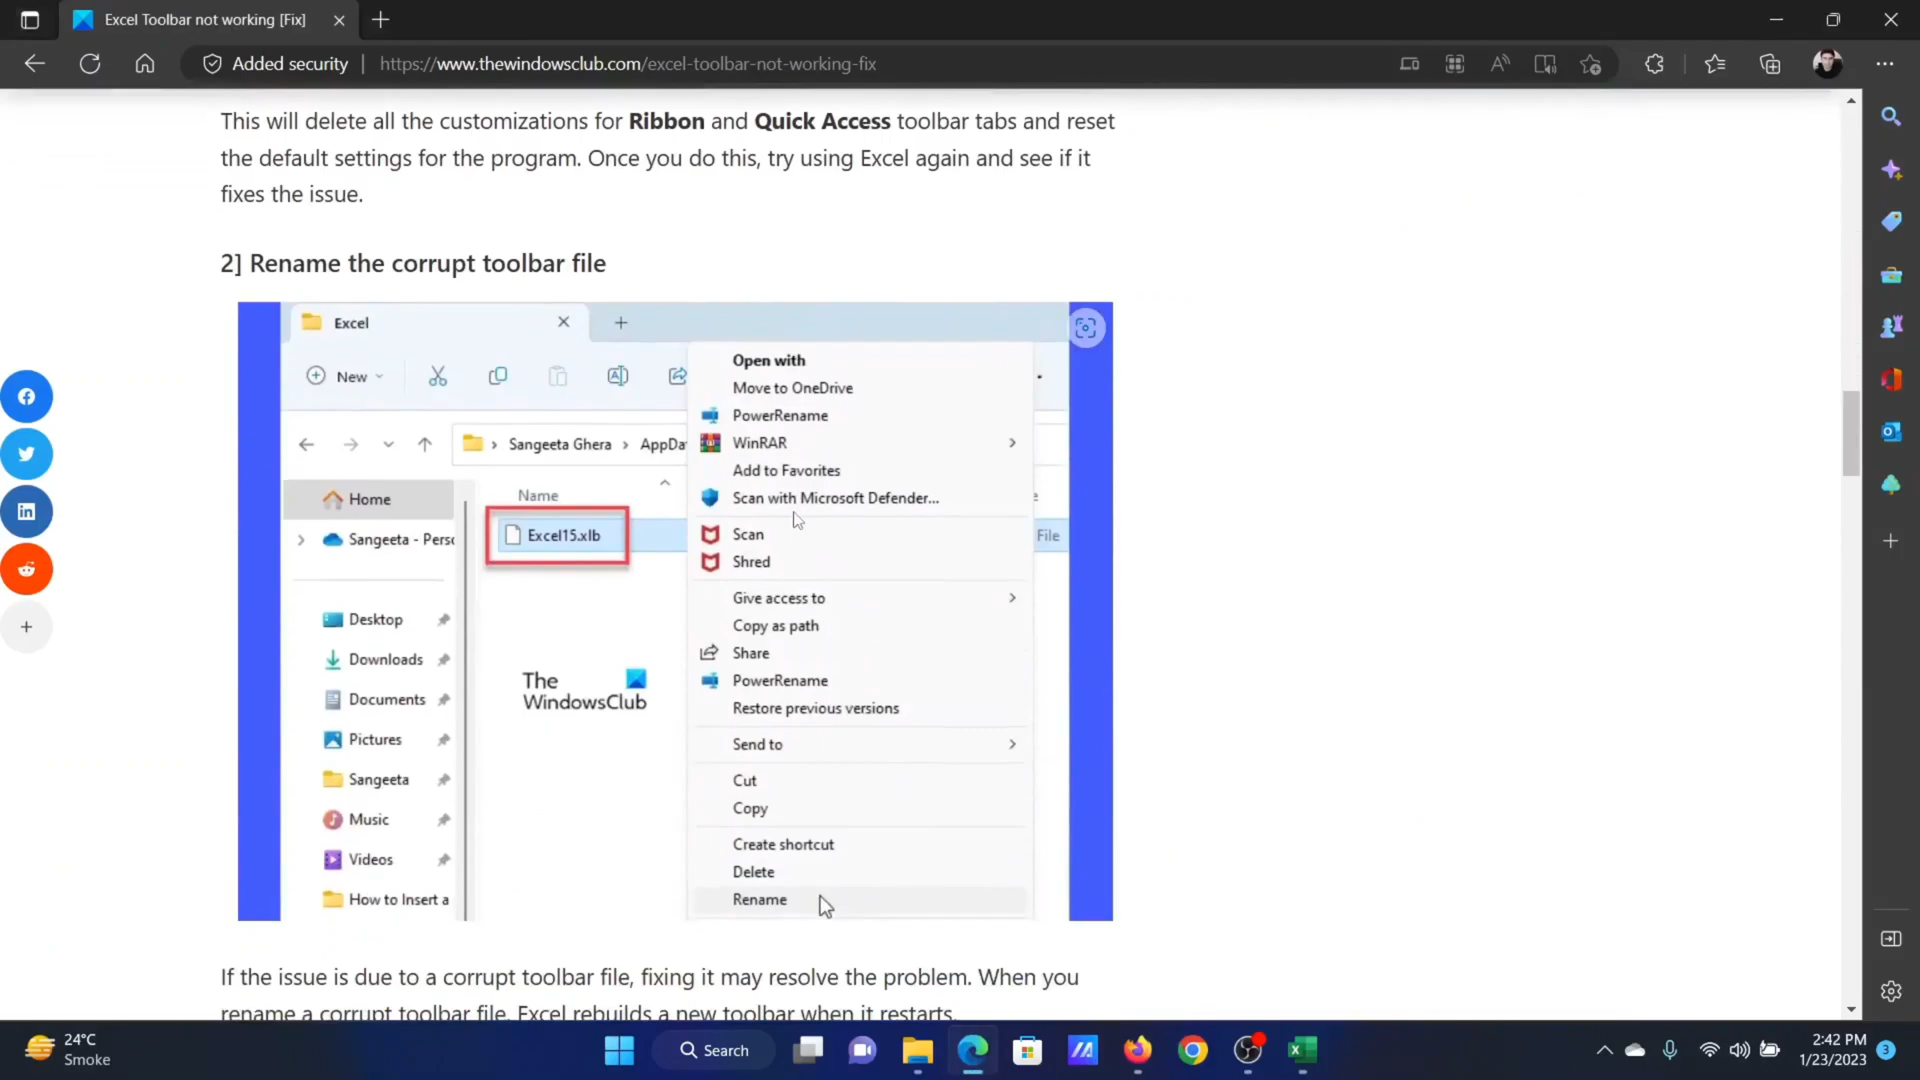 Excel Toolbar not working [Fix]
Added security
https://www.thewindowsclub.com/excel-toolbar-not-working-fix
This will delete all the customizations for Ribbon and Quick Access toolbar tabs and reset
the default settings for the program. Once you do this, try using Excel again and see if it
fixes the issue.
2] Rename the corrupt toolbar file
Excel
New
Sangeeta Ghera > AppDa
Home
Sangeeta - Perso
Desktop
Downloads
Documents
Pictures
Sangeeta
Music
Videos
How to Insert a
Name
Excel15.xlb
File
The
WindowsClub
Open with
Move to OneDrive
PowerRename
WinRAR
Add to Favorites
Scan with Microsoft Defender...
Scan
Shred
Give access to
Copy as path
Share
PowerRename
Restore previous versions
Send to
Cut
Copy
Create shortcut
Delete
Rename
If the issue is due to a corrupt toolbar file, fixing it may resolve the problem. When you
rename a corrupt toolbar file, Excel rebuilds a new toolbar when it restarts.
24°C
Smoke
Search
2:42 PM
1/23/2023
3